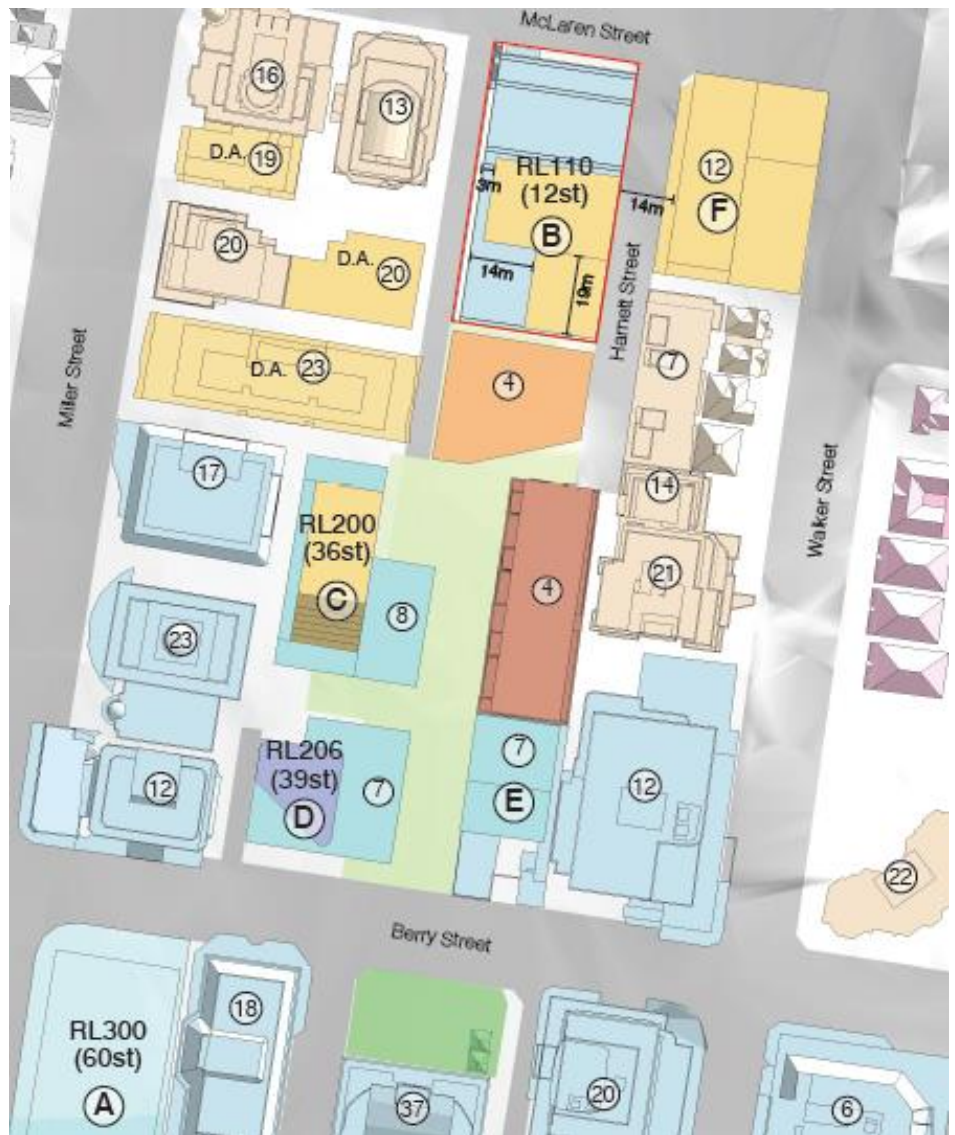 McLaren Street
16
13
D.A. 19
RL110
(12st)
3m
B
12
F
14m
20
D.A. 20
14m
19m
Harnett Street
Miller Street
D.A. 23
4
7
17
RL200
(36st)
C
8
4
14
21
Walker Street
23
RL206
(39st)
D
7
7
E
12
12
22
Berry Street
RL300
(60st)
A
18
37
20
6